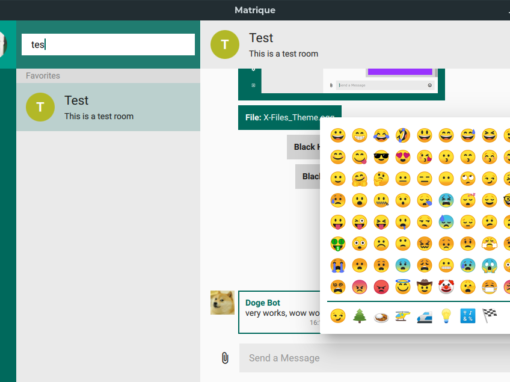 Matrique
tes
Favorites
T
Test
This is a test room
T
Test
This is a test room
File: X-Files_Theme
Black
Black
Doge Bot
very works, wow wo
16:
Send a Message